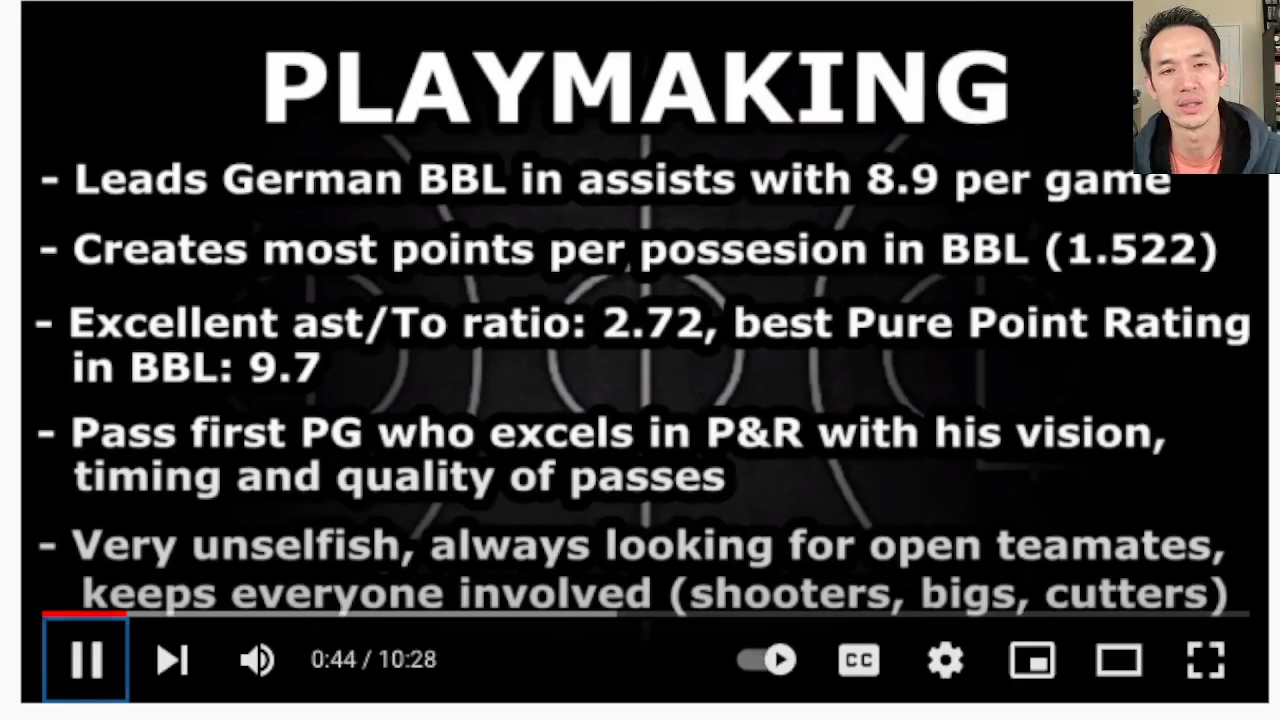 PLAYMAKING
- Leads German BBL in assists with 8.9 per game
- Creates most points per possesion in BBL (1.522)
- Excellent ast/To ratio: 2.72, best Pure Point Rating
in BBL: 9.7
- Pass first PG who excels in P&R with his vision,
timing and quality of passes
- Very unselfish, always looking for open teamates,
keeps everyone involved (shooters, bigs, cutters)
0:44 / 10:28
CC